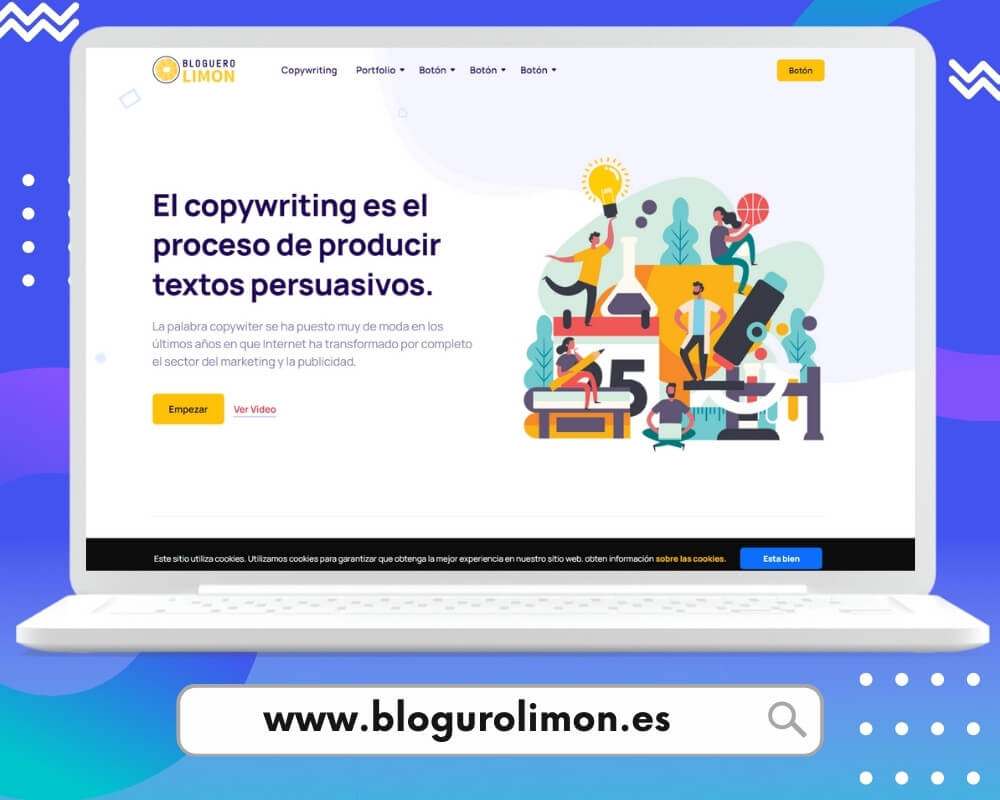 BLOGUERO
LIMON
Copywriting Portfolio Botón Botón Botón
Botón
El copywriting es el
proceso de producir
textos persuasivos.
La palabra copywiter se ha puesto muy de moda en los
últimos años en que Internet ha transformado por completo
el sector del marketing y la publicidad.
Empezar Ver Video
25
Este sitio utiliza cookies. Utilizamos cookies para garantizar que obtenga la mejor experiencia en nuestro sitio web. obten información sobre las cookies.
Esta bien
www.blogurolimon.es